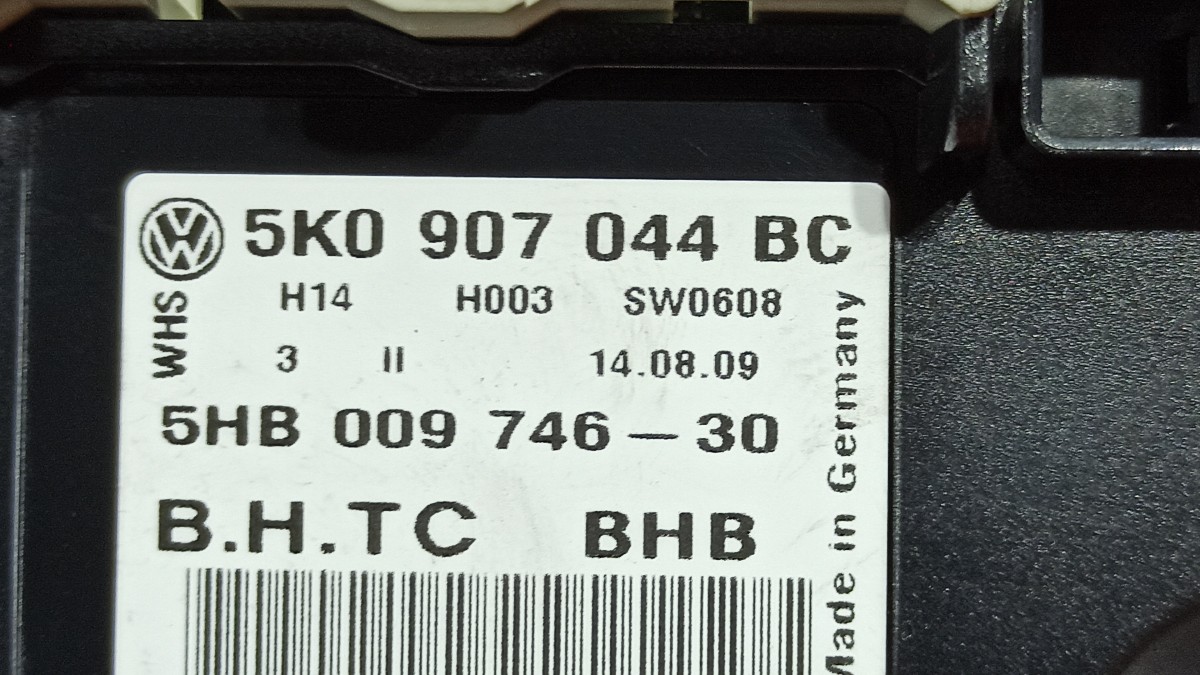 5K0 907 044 BC
H14 H003 SW0608
WHS
3 II 14.08.09
5HB 009 746-30
B.H.TC BHB
Made in Germany